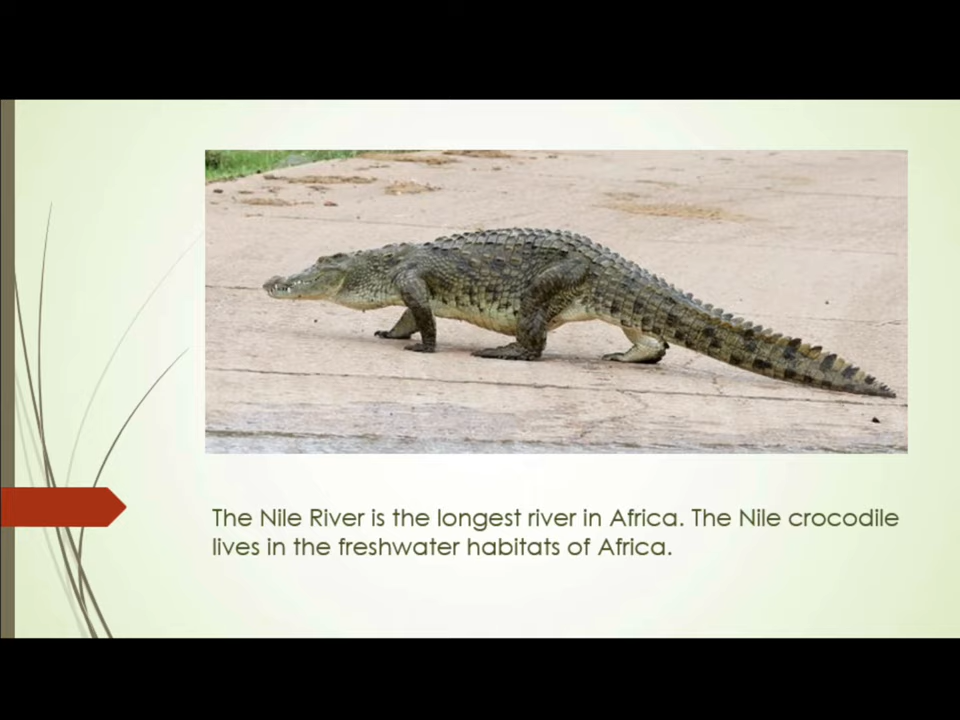 The Nile River is the longest river in Africa. The Nile crocodile
lives in the freshwater habitats of Africa.